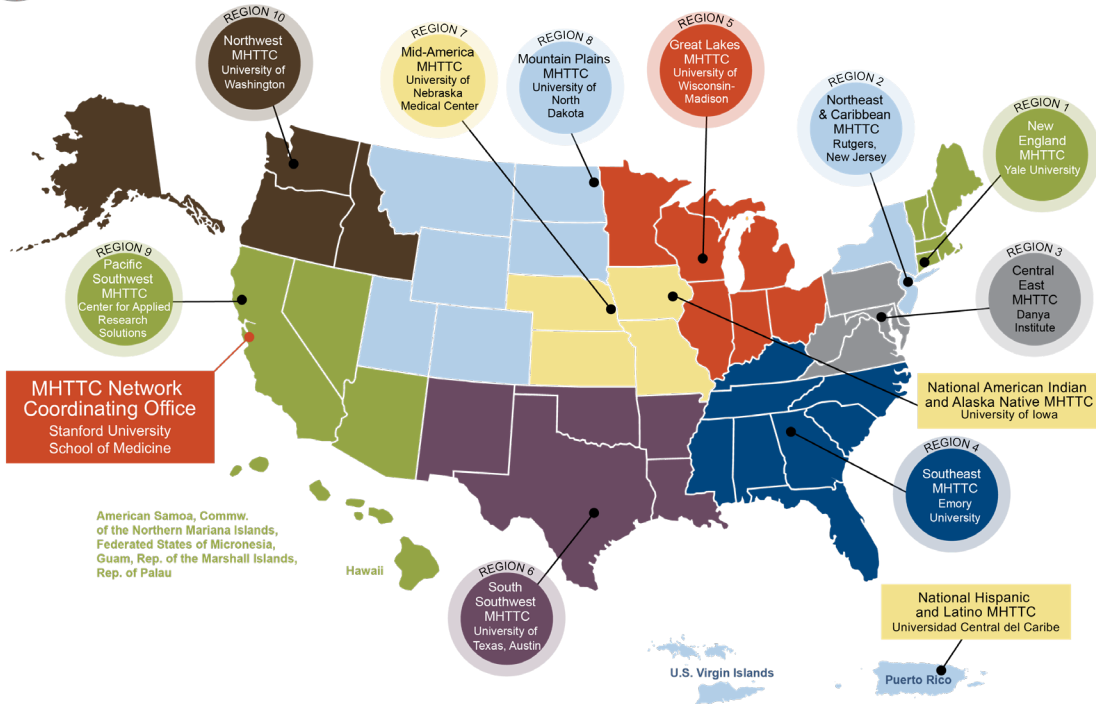 REGION 10
Northwest
MHTTC
University of
Washington
REGION 7
Mid-America
MHTTC
University of
Nebraska
Medical Center
REGION 8
Mountain Plains
MHTTC
University of
North
Dakota
REGION 5
Great Lakes
MHTTC
University of
Wisconsin-
Madison
REGION 2
Northeast
& Caribbean
MHTTC
Rutgers,
New Jersey
REGION 1
New
England
MHTTC
Yale University
REGION 9
Pacific
Southwest
MHTTC
Center for Applied
Research
Solutions
REGION 3
Central
East
MHTTC
Danya
Institute
MHTTC Network
Coordinating Office
Stanford University
School of Medicine
National American Indian
and Alaska Native MHTTC
University of Iowa
REGION 4
Southeast
MHTTC
Emory
University
American Samoa, Commw.
of the Northern Mariana Islands,
Federated States of Micronesia,
Guam, Rep. of the Marshall Islands,
Rep. of Palau
Hawaii
REGION 6
South
Southwest
MHTTC
University of
Texas, Austin
National Hispanic
and Latino MHTTC
Universidad Central del Caribe
U.S. Virgin Islands
Puerto Rico